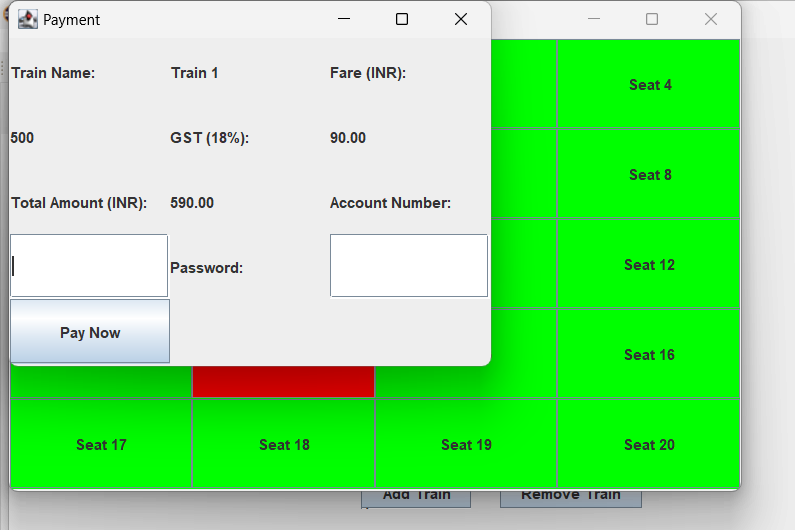 Payment
Train Name: Train 1 Fare (INR):
500 GST (18%): 90.00
Total Amount (INR): 590.00 Account Number:
Password:
Pay Now
Seat 4
Seat 8
Seat 12
Seat 16
Seat 17 Seat 18 Seat 19 Seat 20
Add Train Remove Train